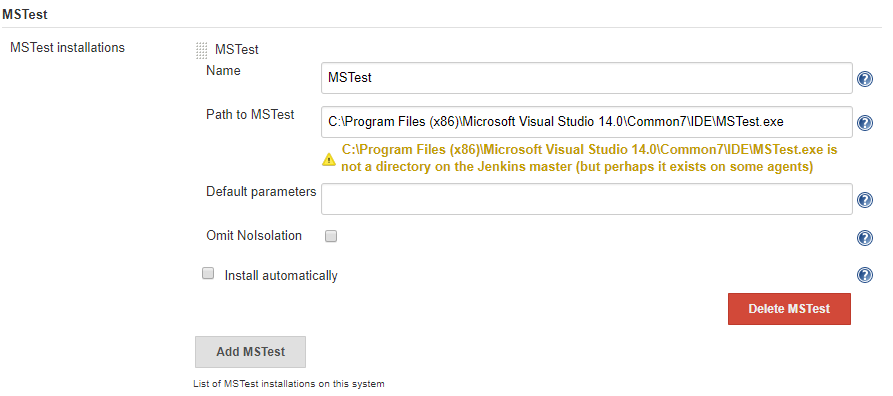 MSTest
MSTest installations
MSTest
Name
MSTest
Path to MSTest
C:\Program Files (x86)\Microsoft Visual Studio 14.0\Common7\IDE\MSTest.exe
C:\Program Files (x86)\Microsoft Visual Studio 14.0\Common7\IDE\MSTest.exe is
not a directory on the Jenkins master (but perhaps it exists on some agents)
Default parameters
Omit NoIsolation
Install automatically
Delete MSTest
Add MSTest
List of MSTest installations on this system